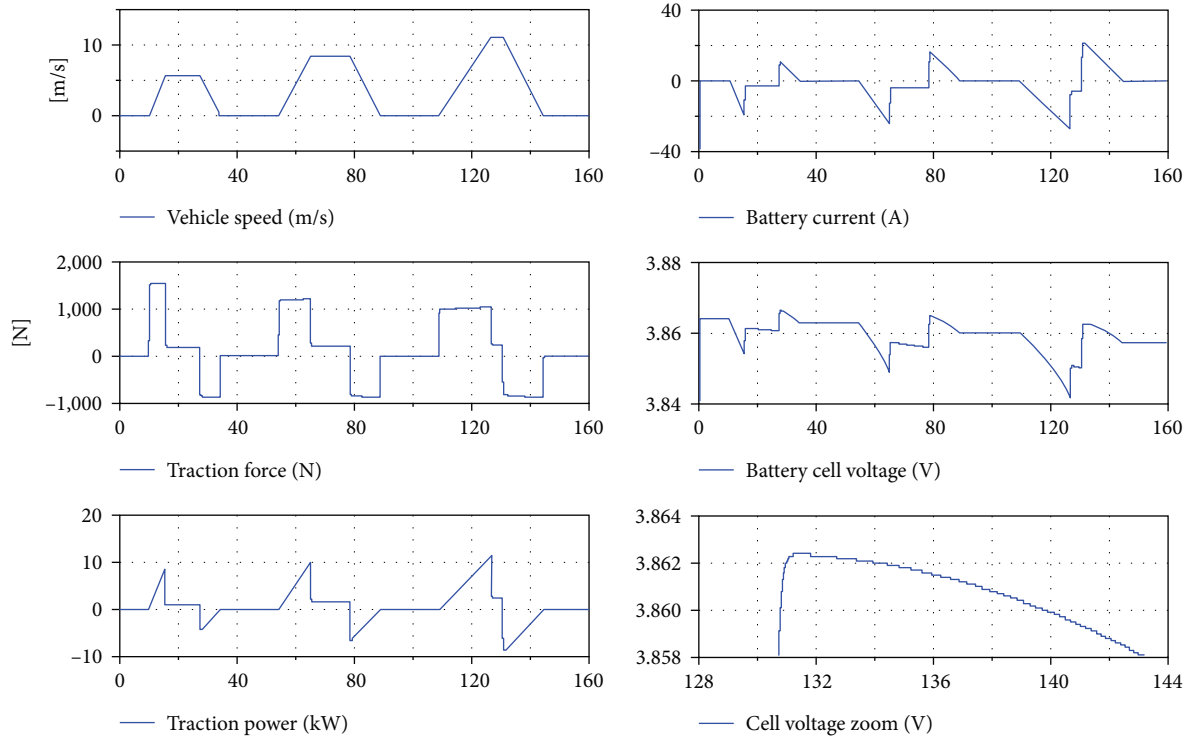 [m/s]
10
0
0 40 80 120 160
Vehicle speed (m/s)
40
20
0
−40
0 40 80 120 160
Battery current (A)
[N]
2,000
1,000
0
−1,000
0 40 80 120 160
Traction force (N)
3.88
3.86
3.84
0 40 80 120 160
Battery cell voltage (V)
20
10
0
−10
0 40 80 120 160
Traction power (kW)
3.864
3.862
3.860
3.858
128 132 136 140 144
Cell voltage zoom (V)